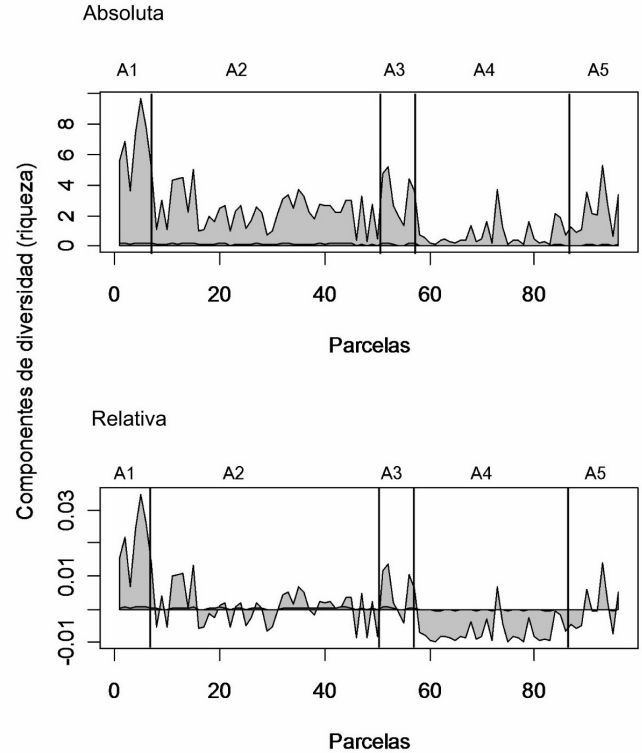 Absoluta
A1 A2 A3 A4 A5
8
6
4
2
0
0 20 40 60 80
Parcelas
Componentes de diversidad (riqueza)
Relativa
A1 A2 A3 A4 A5
0.03
0.01
-0.01
0 20 40 60 80
Parcelas